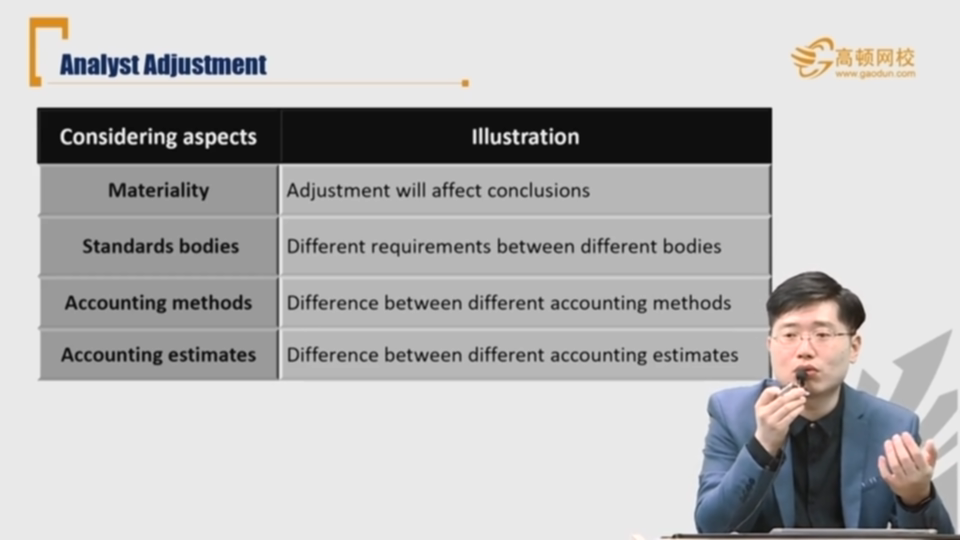 Analyst Adjustment
高顿网校
www.gaodun.com
Considering aspects
Illustration
Materiality
Adjustment will affect conclusions
Standards bodies
Different requirements between different bodies
Accounting methods
Difference between different accounting methods
Accounting estimates
Difference between different accounting estimates